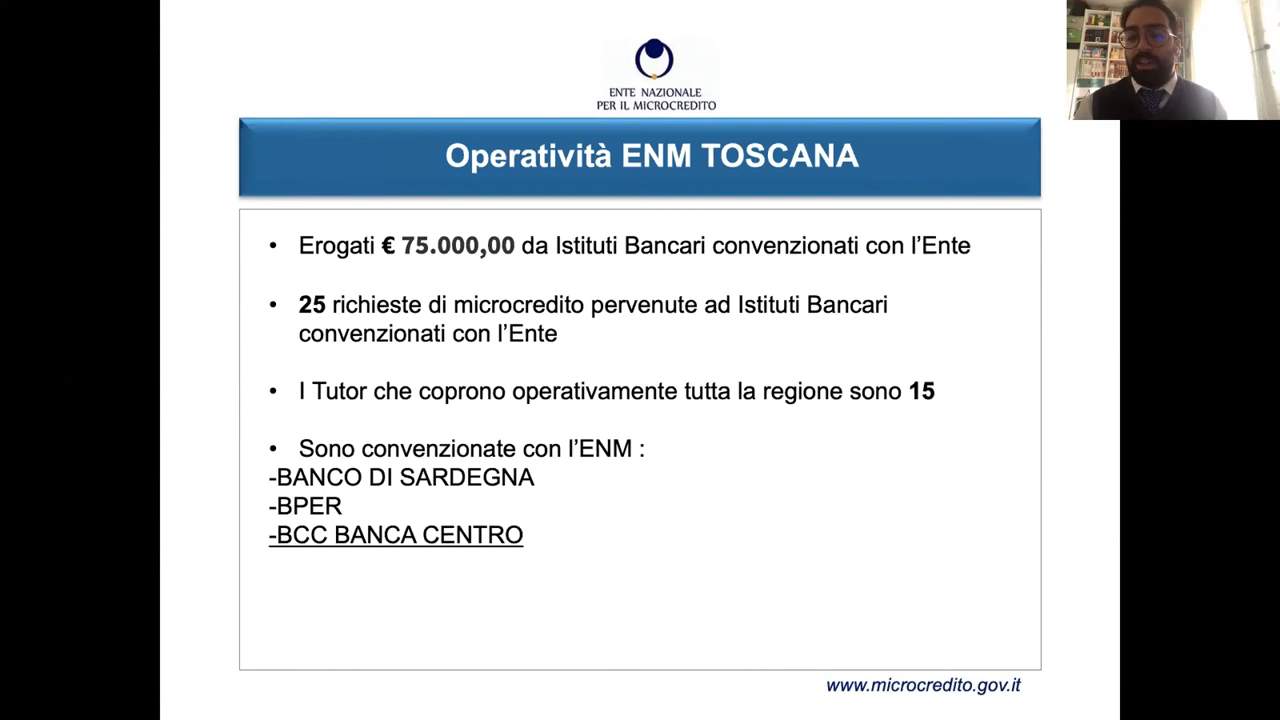 ENTE NAZIONALE
PER IL MICROCREDITO
Operatività ENM TOSCANA
• Erogati € 75.000,00 da Istituti Bancari convenzionati con l’Ente
• 25 richieste di microcredito pervenute ad Istituti Bancari
convenzionati con l’Ente
• I Tutor che coprono operativamente tutta la regione sono 15
• Sono convenzionate con l’ENM :
-BANCO DI SARDEGNA
-BPER
-BCC BANCA CENTRO
www.microcredito.gov.it